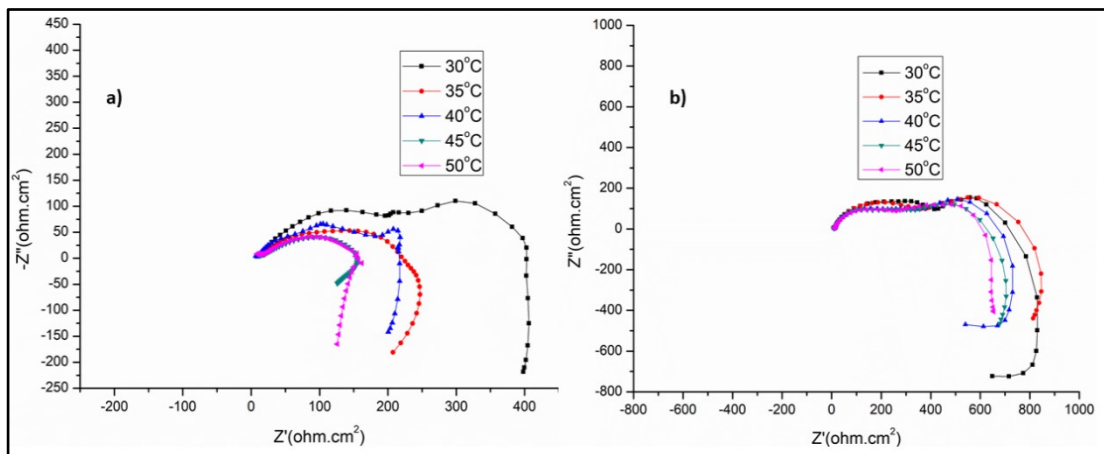 a)
-Z"(ohm.cm²)
450
400
350
300
250
200
150
100
50
0
-50
-100
-150
-200
-250
30°C
35°C
40°C
45°C
50°C
-200 -100 0 100 200 300 400
Z'(ohm.cm²)
b)
Z"(ohm.cm²)
1000
800
600
400
200
0
-200
-400
-600
-800
30°C
35°C
40°C
45°C
50°C
-800 -600 -400 -200 0 200 400 600 800 1000
Z'(ohm.cm²)